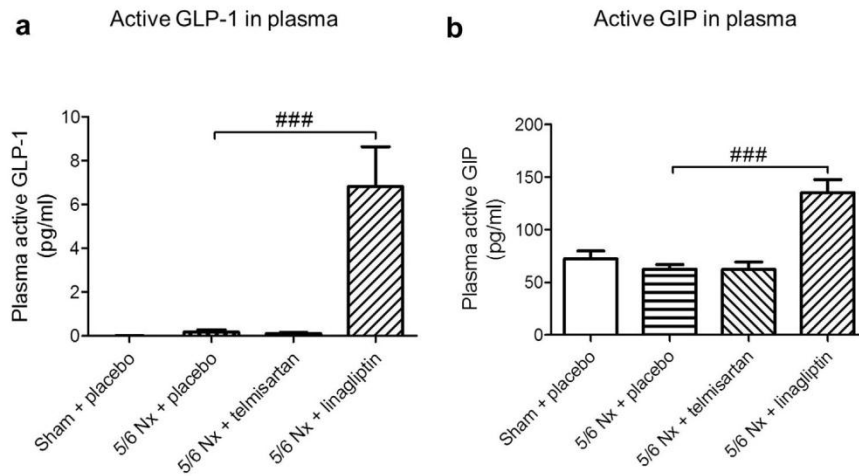 a
Active GLP-1 in plasma
Plasma active GLP-1
(pg/ml)
10
8
6
4
2
0
###
Sham + placebo
5/6 Nx + placebo
5/6 Nx + telmisartan
5/6 Nx + linagliptin
b
Active GIP in plasma
Plasma active GIP
(pg/ml)
200
150
100
50
0
###
Sham + placebo
5/6 Nx + placebo
5/6 Nx + telmisartan
5/6 Nx + linagliptin